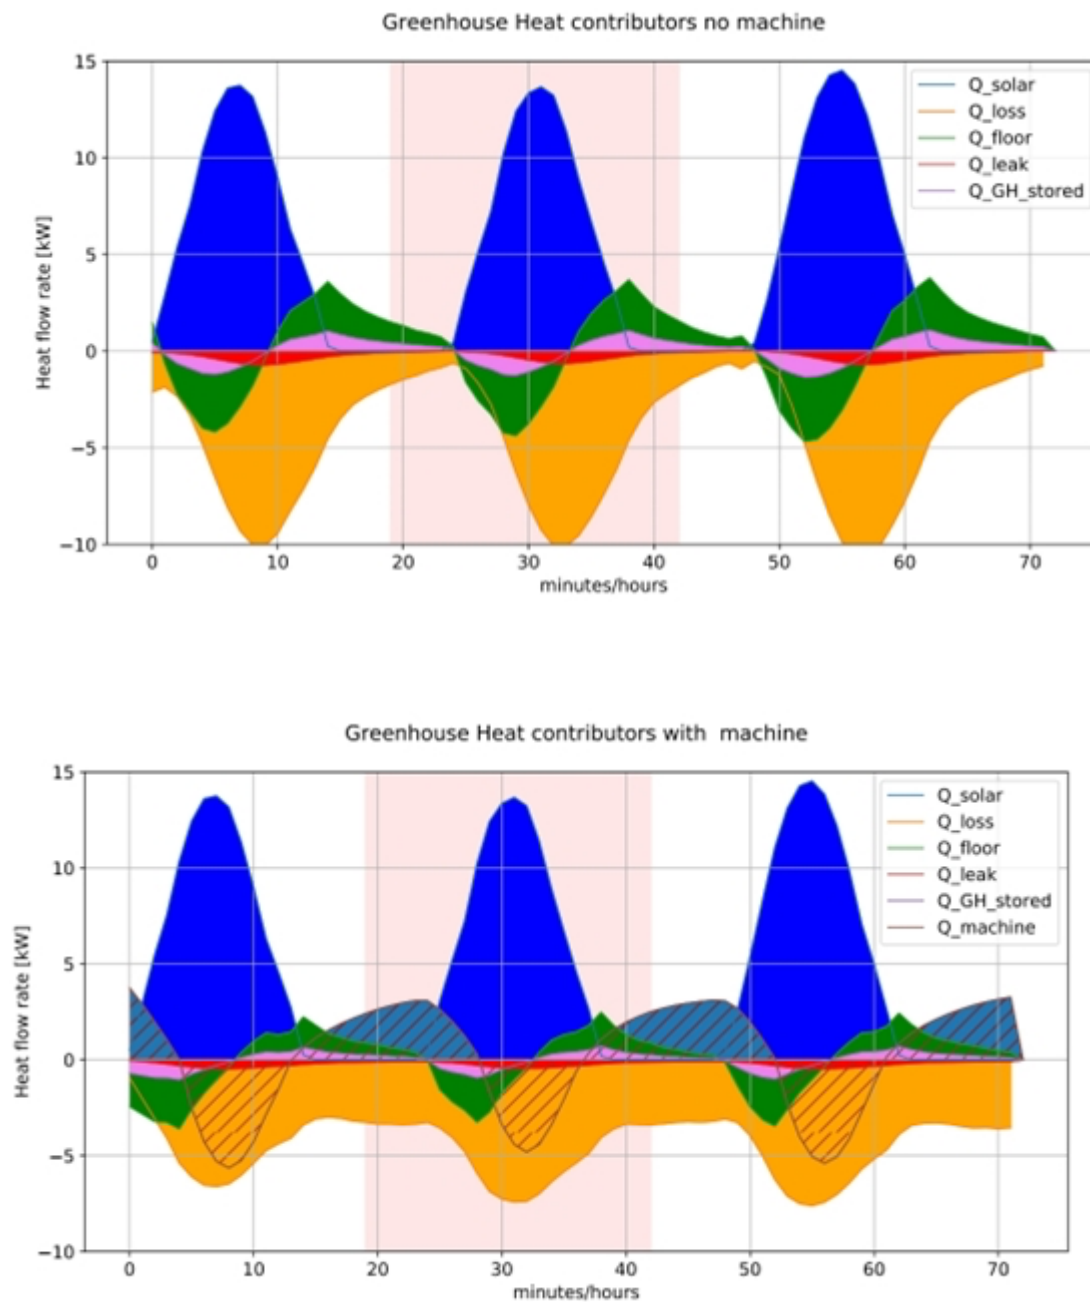 Greenhouse Heat contributors no machine
Heat flow rate [kW]
15
10
5
0
−5
−10
Q_solar
Q_loss
Q_floor
Q_leak
Q_GH_stored
0 10 20 30 40 50 60 70
minutes/hours
Greenhouse Heat contributors with  machine
Heat flow rate [kW]
15
10
5
0
−5
−10
Q_solar
Q_loss
Q_floor
Q_leak
Q_GH_stored
Q_machine
0 10 20 30 40 50 60 70
minutes/hours